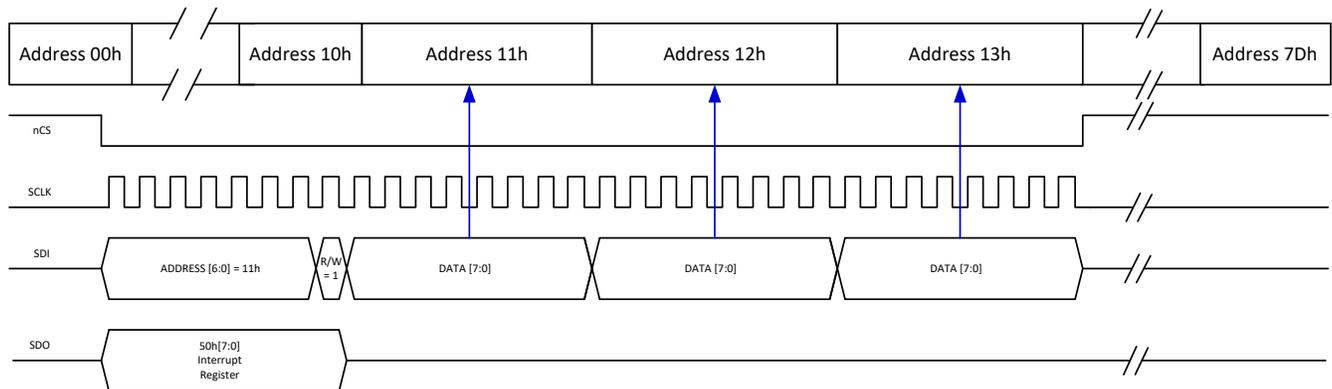 Address 00h
Address 10h
Address 11h
Address 12h
Address 13h
Address 7Dh
nCS
SCLK
SDI
ADDRESS [6:0] = 11h
R/W
= 1
DATA [7:0]
DATA [7:0]
DATA [7:0]
SDO
50h[7:0]
Interrupt
Register